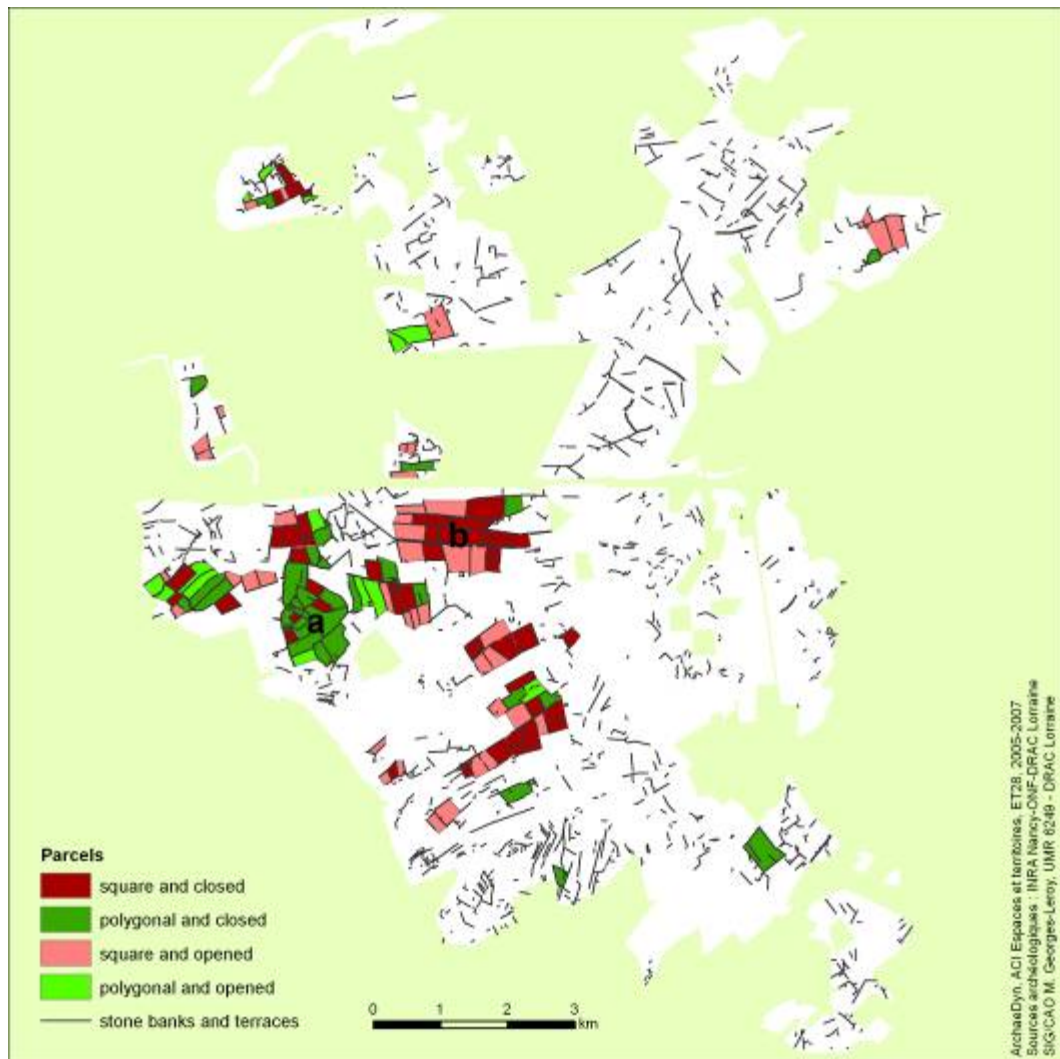 b
a
Parcels
square and closed
polygonal and closed
square and opened
polygonal and opened
stone banks and terraces
0 1 2 3
km
ArchaeDyn. ACI Espaces et territoires, ET28, 2005-2007
Sources archéologiques : INRA Nancy-ONF-DRAC Lorraine
SIG/CAO M. Georges-Leroy, UMR 6249 - DRAC Lorraine